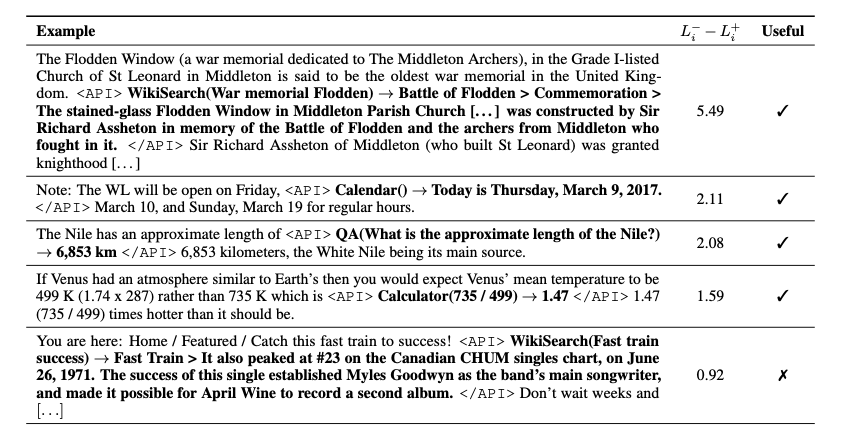 Example L_i^- − L_i^+ Useful
The Flodden Window (a war memorial dedicated to The Middleton Archers), in the Grade I-listed
Church of St Leonard in Middleton is said to be the oldest war memorial in the United King-
dom. <API> WikiSearch(War memorial Flodden) → Battle of Flodden > Commemoration >
The stained-glass Flodden Window in Middleton Parish Church [...] was constructed by Sir
Richard Assheton in memory of the Battle of Flodden and the archers from Middleton who
fought in it. </API> Sir Richard Assheton of Middleton (who built St Leonard) was granted
knighthood [...]
5.49 ✓
Note: The WL will be open on Friday, <API> Calendar() → Today is Thursday, March 9, 2017.
</API> March 10, and Sunday, March 19 for regular hours.
2.11 ✓
The Nile has an approximate length of <API> QA(What is the approximate length of the Nile?)
→ 6,853 km </API> 6,853 kilometers, the White Nile being its main source.
2.08 ✓
If Venus had an atmosphere similar to Earth's then you would expect Venus' mean temperature to be
499 K (1.74 x 287) rather than 735 K which is <API> Calculator(735 / 499) → 1.47 </API> 1.47
(735 / 499) times hotter than it should be.
1.59 ✓
You are here: Home / Featured / Catch this fast train to success! <API> WikiSearch(Fast train
success) → Fast Train > It also peaked at #23 on the Canadian CHUM singles chart, on June
26, 1971. The success of this single established Myles Goodwyn as the band's main songwriter,
and made it possible for April Wine to record a second album. </API> Don't wait weeks and
[...]
0.92 ✗